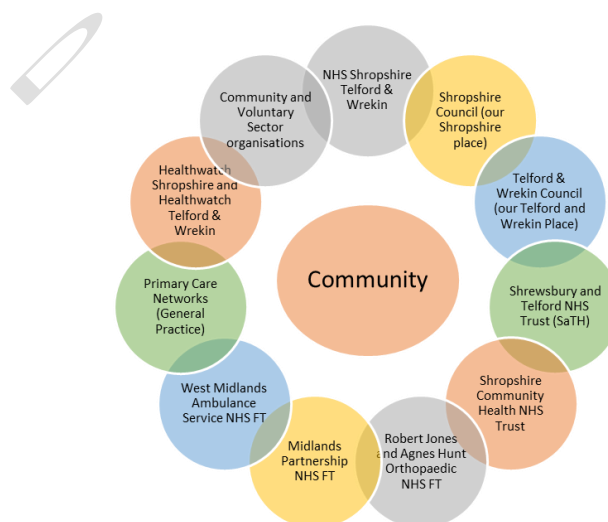 NHS Shropshire
Telford &
Wrekin
Shropshire
Council (our
Shropshire
place)
Telford &
Wrekin Council
(our Telford and
Wrekin Place)
Shrewsbury and
Telford NHS
Trust (SaTH)
Shropshire
Community
Health NHS
Trust
Robert Jones
and Agnes Hunt
Orthopaedic
NHS FT
Midlands
Partnership
NHS FT
West Midlands
Ambulance
Service NHS FT
Primary Care
Networks
(General
Practice)
Healthwatch
Shropshire and
Healthwatch
Telford &
Wrekin
Community and
Voluntary
Sector
organisations
Community